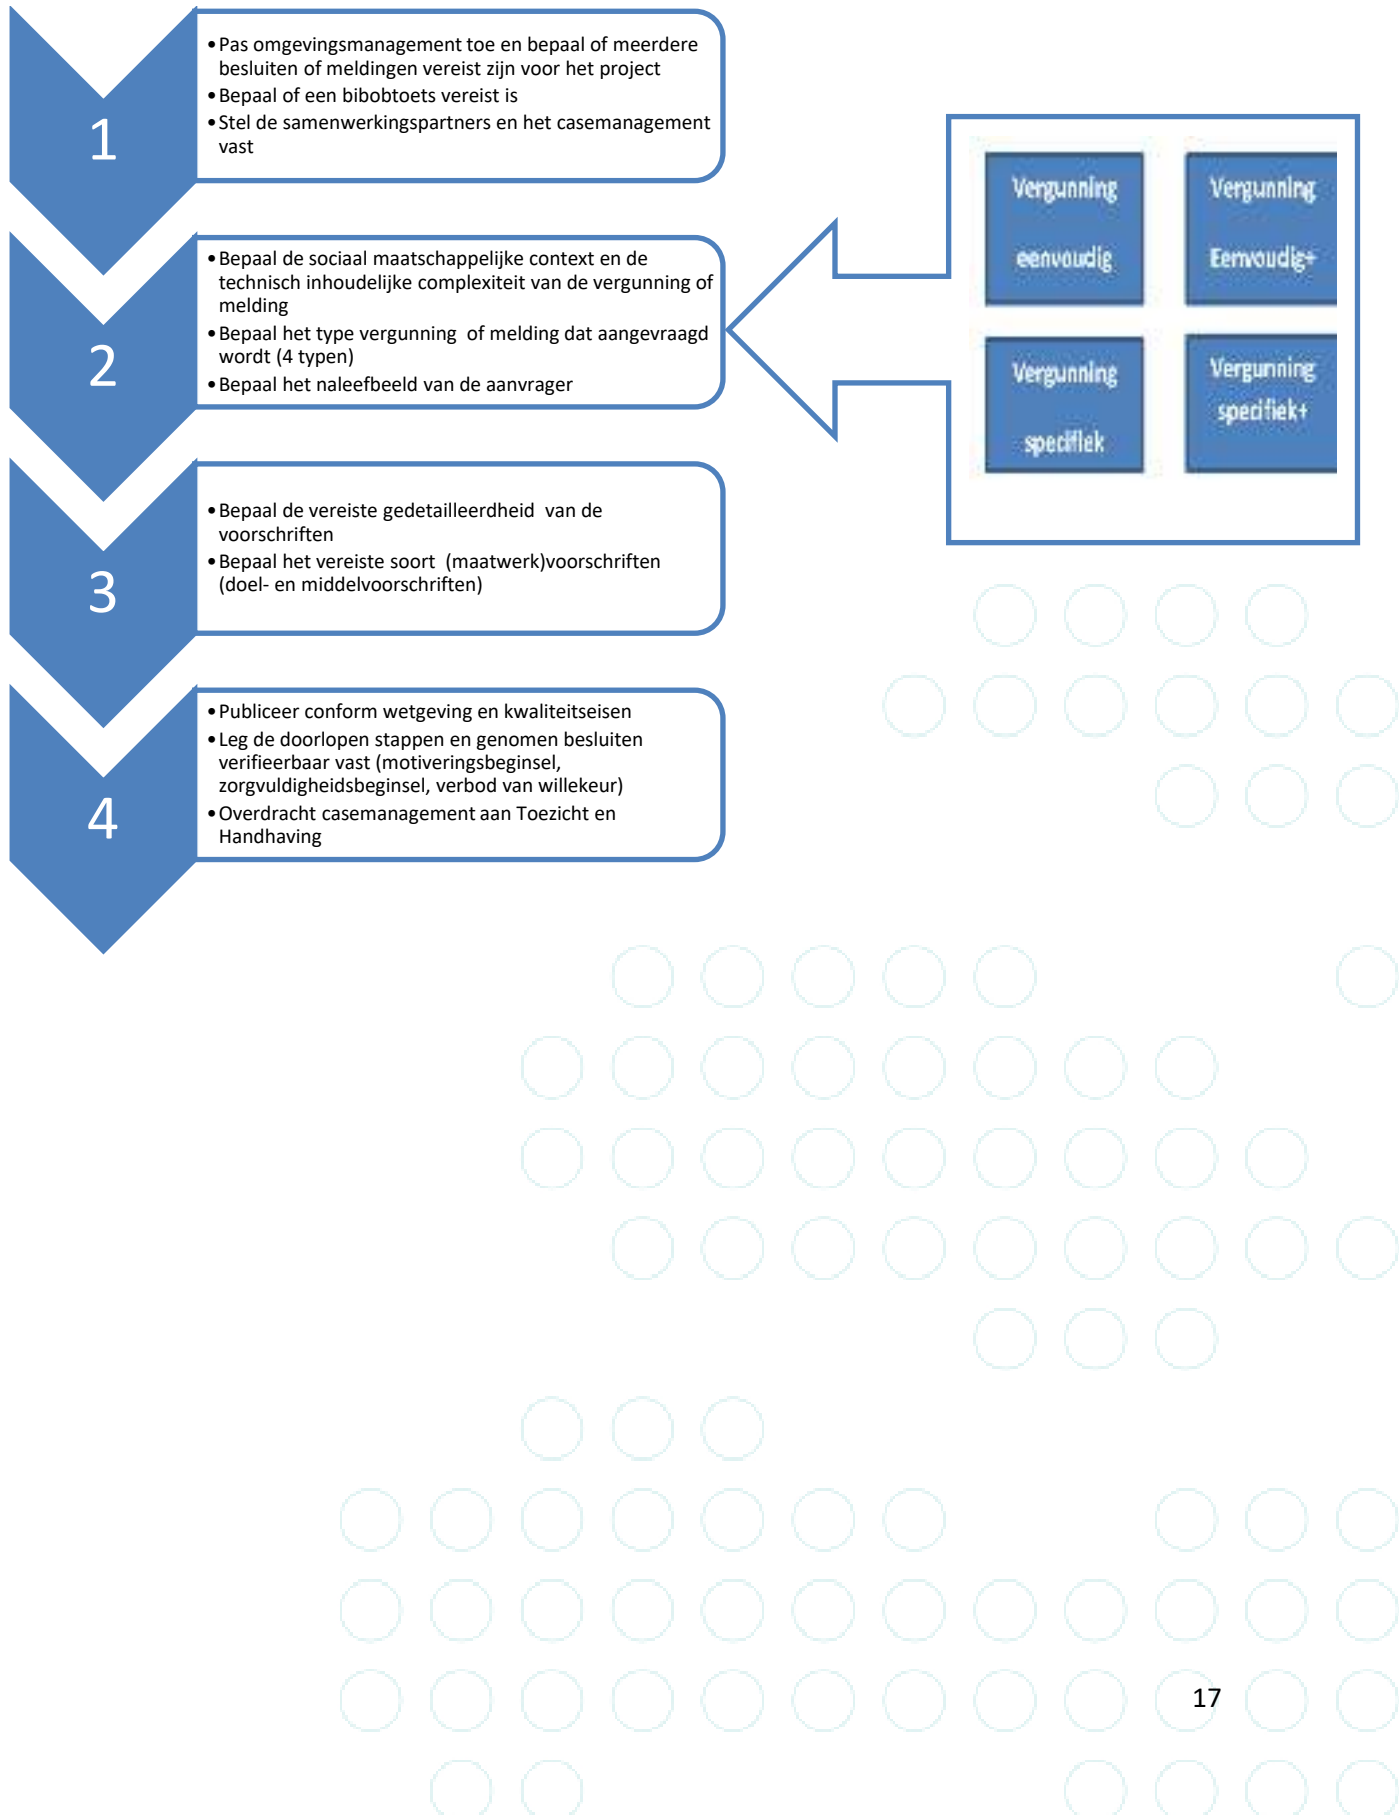 1
•Pas omgevingsmanagement toe en bepaal of meerdere
besluiten of meldingen vereist zijn voor het project
•Bepaal of een bibobtoets vereist is
•Stel de samenwerkingspartners en het casemanagement
vast
2
•Bepaal de sociaal maatschappelijke context en de
technisch inhoudelijke complexiteit van de vergunning of
melding
•Bepaal het type vergunning of melding dat aangevraagd
wordt (4 typen)
•Bepaal het naleefbeeld van de aanvrager
Vergunning
eenvoudig
Vergunning
Eenvoudig+
Vergunning
specifiek
Vergunning
specifiek+
3
•Bepaal de vereiste gedetailleerdheid van de
voorschriften
•Bepaal het vereiste soort (maatwerk)voorschriften
(doel- en middelvoorschriften)
4
•Publiceer conform wetgeving en kwaliteitseisen
•Leg de doorlopen stappen en genomen besluiten
verifieerbaar vast (motiveringsbeginsel,
zorgvuldigheidsbeginsel, verbod van willekeur)
•Overdracht casemanagement aan Toezicht en
Handhaving
17